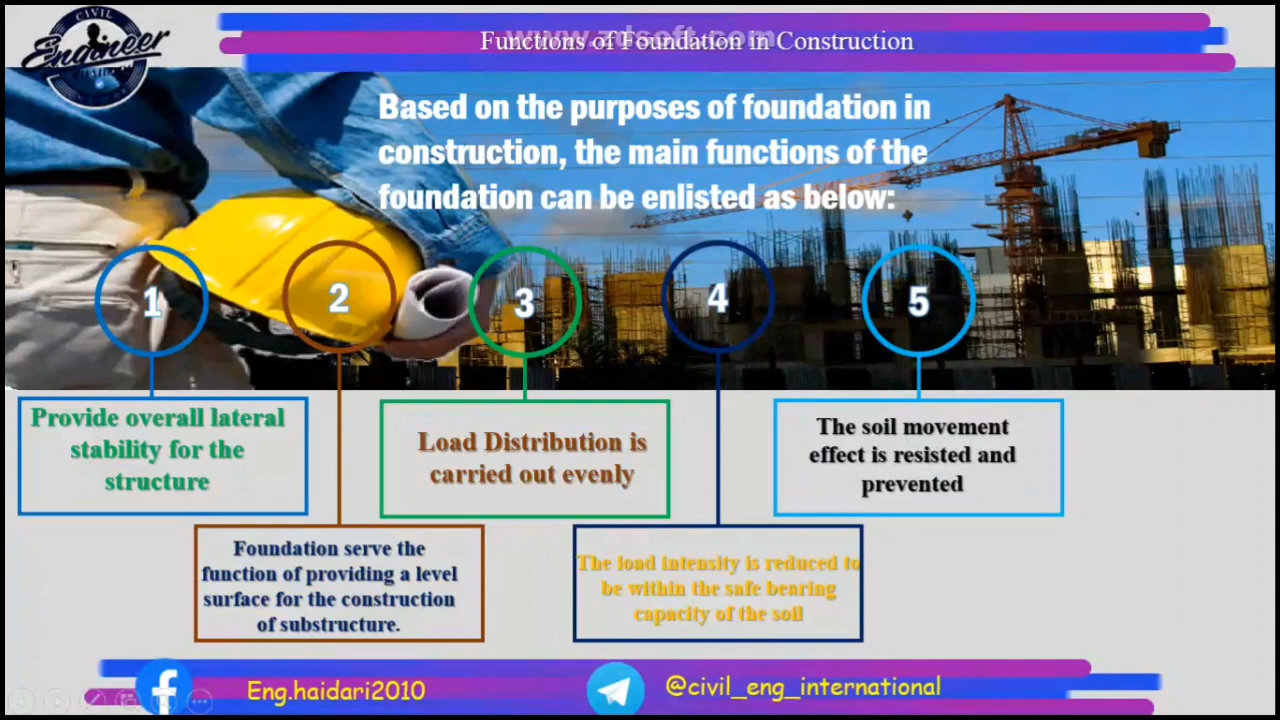 CIVIL
Engineer
www.zdsoft.com
Functions of Foundation in Construction
Based on the purposes of foundation in
construction, the main functions of the
foundation can be enlisted as below:
1
2
3
4
5
Provide overall lateral
stability for the
structure
Foundation serve the
function of providing a level
surface for the construction
of substructure.
Load Distribution is
carried out evenly
The load intensity is reduced to
be within the safe bearing
capacity of the soil
The soil movement
effect is resisted and
prevented
Eng.haidari2010
@civil_eng_international